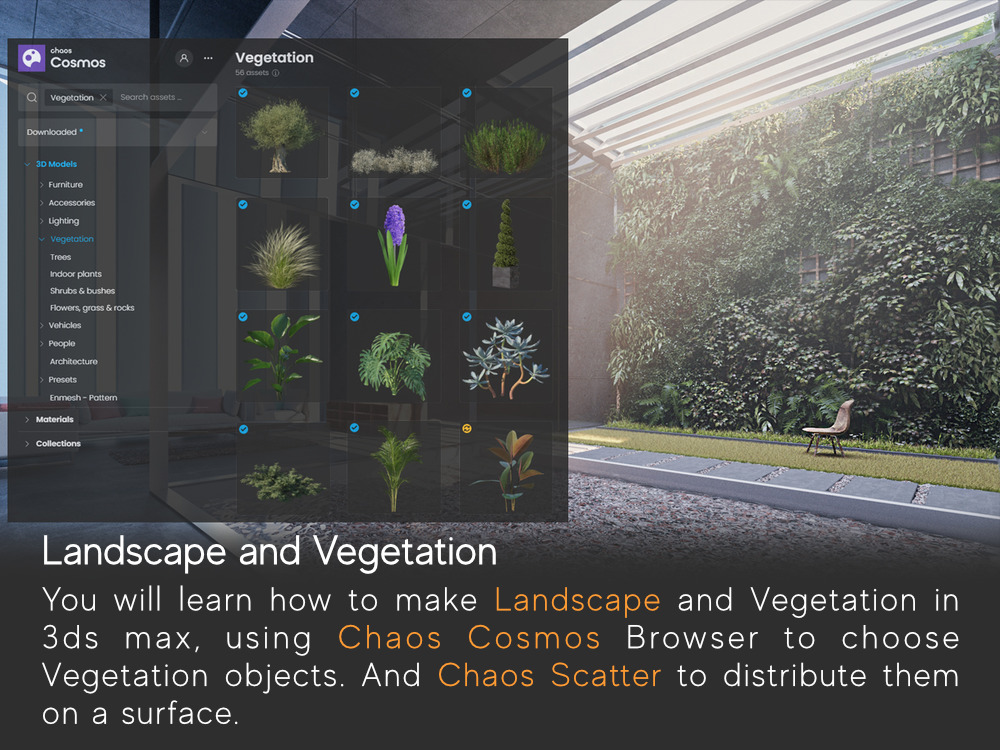 chaos
Cosmos
Vegetation
56 assets
Vegetation
Search assets ...
Downloaded
3D Models
Furniture
Accessories
Lighting
Vegetation
Trees
Indoor plants
Shrubs & bushes
Flowers, grass & rocks
Vehicles
People
Architecture
Presets
Enmesh - Pattern
Materials
Collections
Landscape and Vegetation
You will learn how to make Landscape and Vegetation in
3ds max, using Chaos Cosmos Browser to choose
Vegetation objects. And Chaos Scatter to distribute them
on a surface.